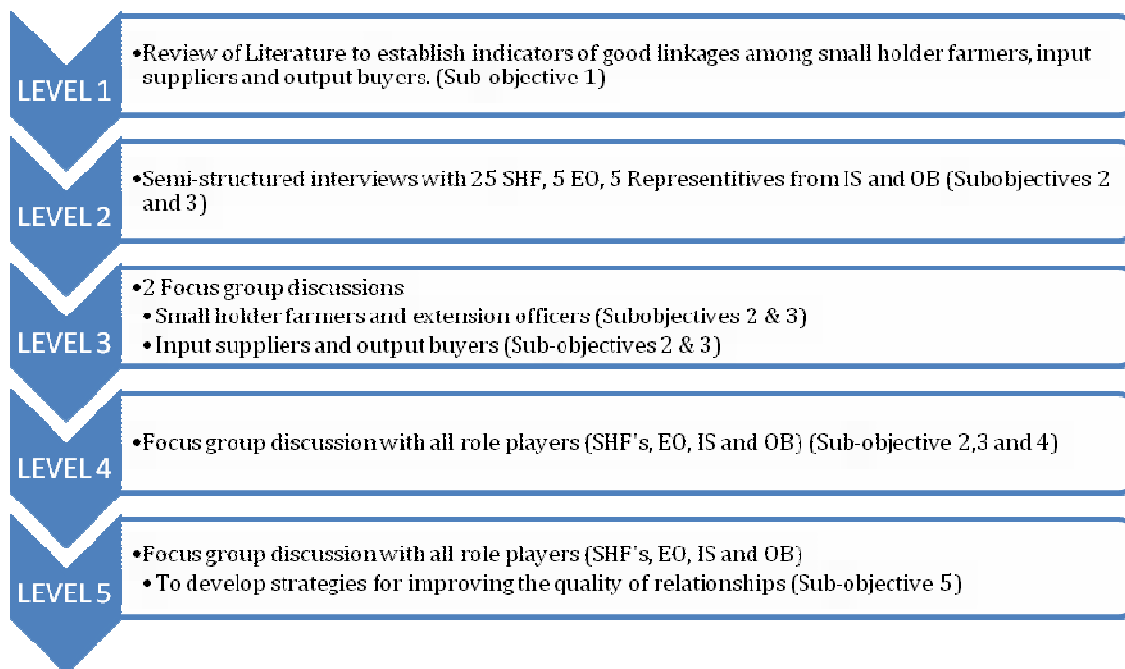 LEVEL 1
•Review of Literature to establish indicators of good linkages among small holder farmers, input
suppliers and output buyers. (Sub-objective 1)
LEVEL 2
•Semi-structured interviews with 25 SHF, 5 EO, 5 Representitives from IS and OB (Subobjectives 2
and 3)
LEVEL 3
•2 Focus group discussions
•Small holder farmers and extension officers (Subobjectives 2 & 3)
•Input suppliers and output buyers (Sub-objectives 2 & 3)
LEVEL 4
•Focus group discussion with all role players (SHF's, EO, IS and OB) (Sub-objective 2,3 and 4)
LEVEL 5
•Focus group discussion with all role players (SHF's, EO, IS and OB)
•To develop strategies for improving the quality of relationships (Sub-objective 5)